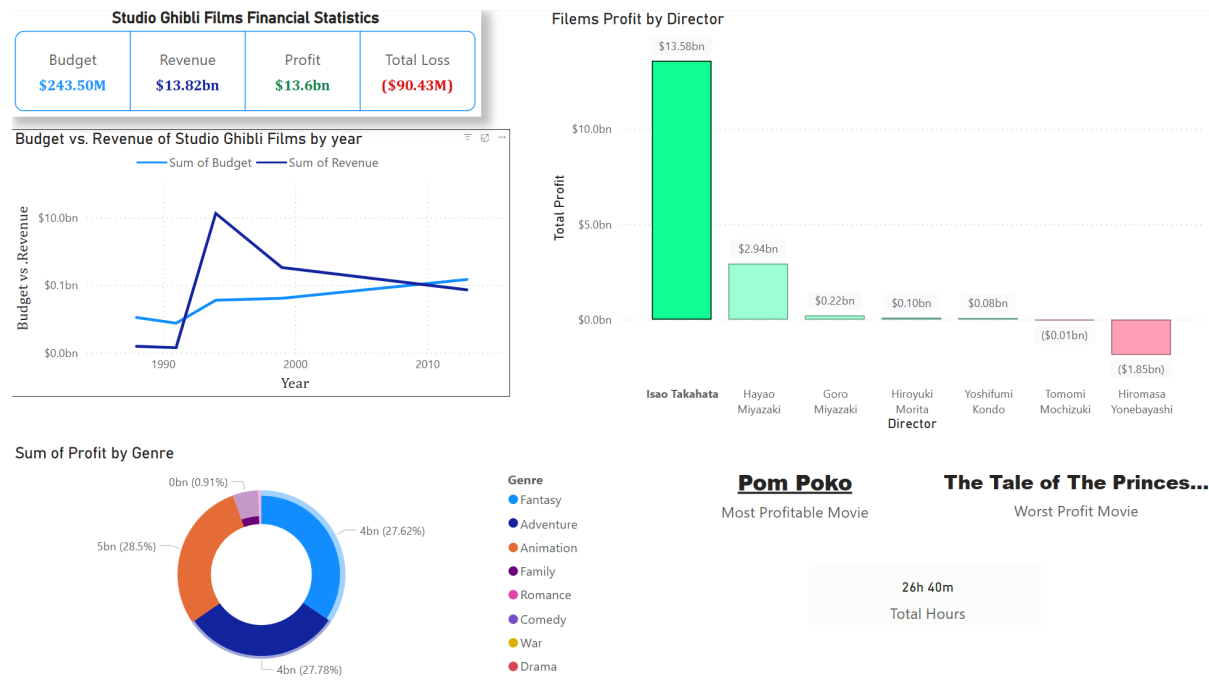 Studio Ghibli Films Financial Statistics
Budget
$243.50M
Revenue
$13.82bn
Profit
$13.6bn
Total Loss
($90.43M)
Budget vs. Revenue of Studio Ghibli Films by year
Sum of Budget
Sum of Revenue
Budget vs .Revenue
$10.0bn
$0.1bn
$0.0bn
1990
2000
2010
Year
Filems Profit by Director
Total Profit
$10.0bn
$5.0bn
$0.0bn
$13.58bn
$2.94bn
$0.22bn
$0.10bn
$0.08bn
($0.01bn)
($1.85bn)
Isao Takahata
Hayao
Miyazaki
Goro
Miyazaki
Hiroyuki
Morita
Yoshifumi
Kondo
Tomomi
Mochizuki
Hiromasa
Yonebayashi
Director
Sum of Profit by Genre
0bn (0.91%)
4bn (27.62%)
5bn (28.5%)
4bn (27.78%)
Genre
Fantasy
Adventure
Animation
Family
Romance
Comedy
War
Drama
Pom Poko
Most Profitable Movie
The Tale of The Princes...
Worst Profit Movie
26h 40m
Total Hours